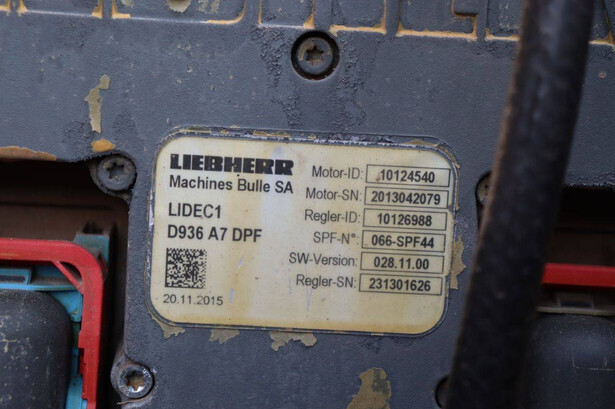 LIEBHERR
Machines Bulle SA
LIDEC1
D936 A7 DPF
20.11.2015
Motor-ID: 10124540
Motor-SN: 2013042079
Regler-ID: 10126988
SPF-N°: 066-SPF44
SW-Version: 028.11.00
Regler-SN: 231301626